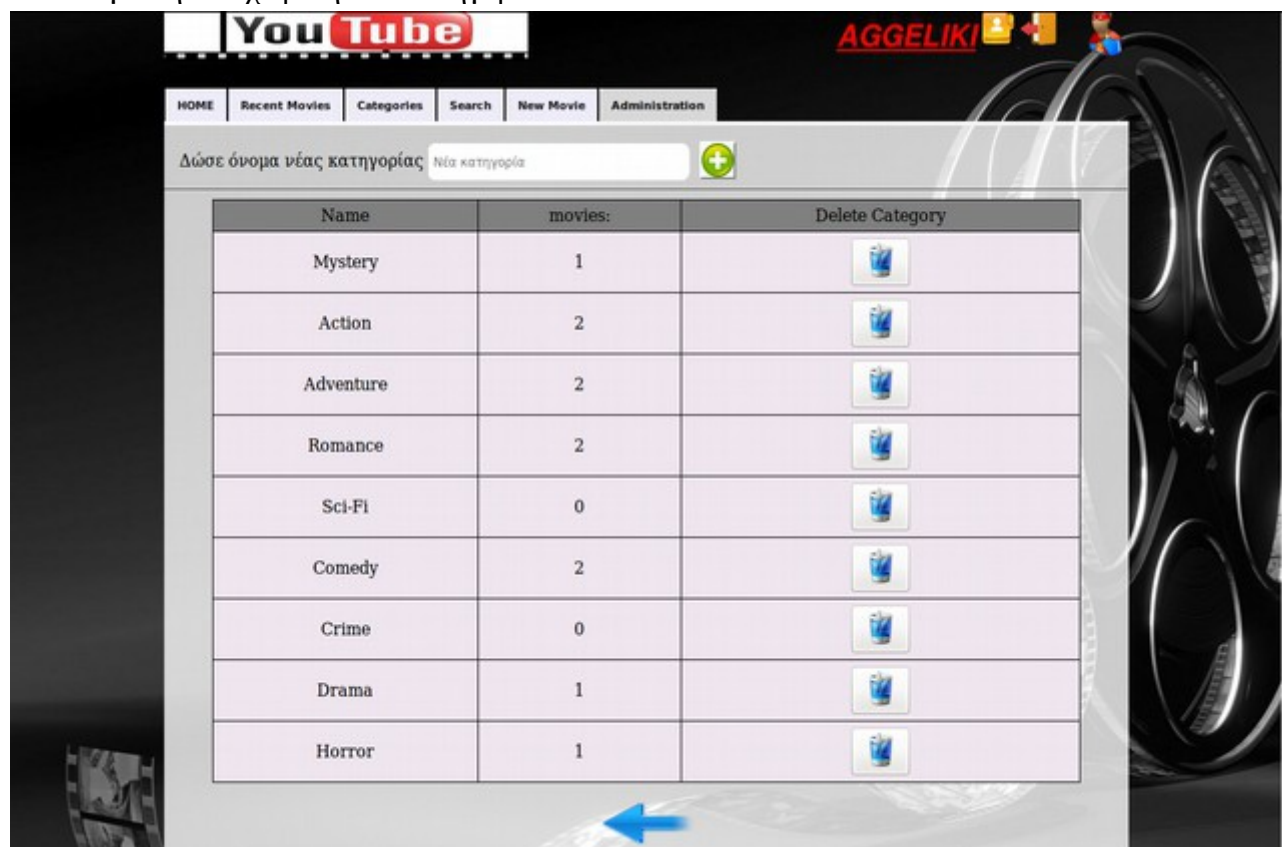 You Tube
AGGELIKI
HOME Recent Movies Categories Search New Movie Administration
Δώσε όνομα νέας κατηγορίας Νέα κατηγορία
Name movies: Delete Category
Mystery 1
Action 2
Adventure 2
Romance 2
Sci-Fi 0
Comedy 2
Crime 0
Drama 1
Horror 1